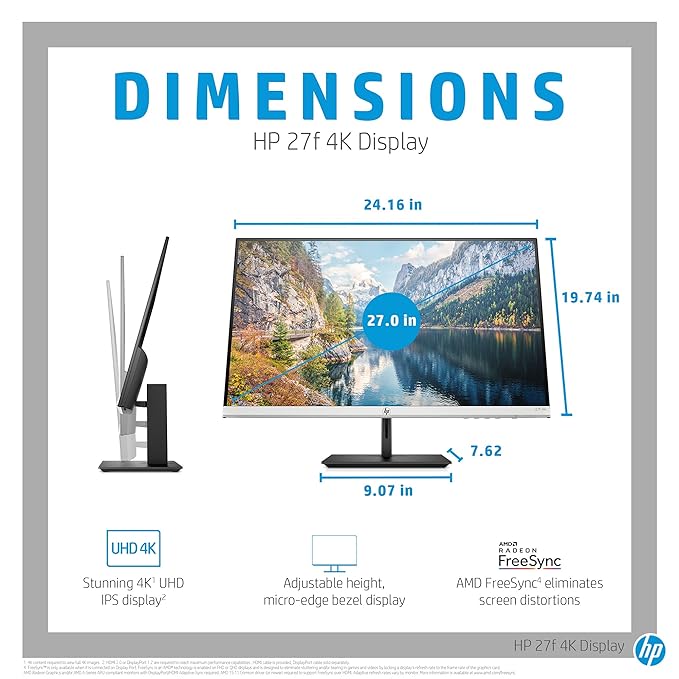 DIMENSIONS
HP 27f 4K Display
24.16 in
19.74 in
27.0 in
hp
7.62
9.07 in
UHD 4K
Stunning 4K¹ UHD
IPS display²
Adjustable height,
micro-edge bezel display
AMD
RADEON
FreeSync
AMD FreeSync⁴ eliminates
screen distortions
HP 27f 4K Display
hp